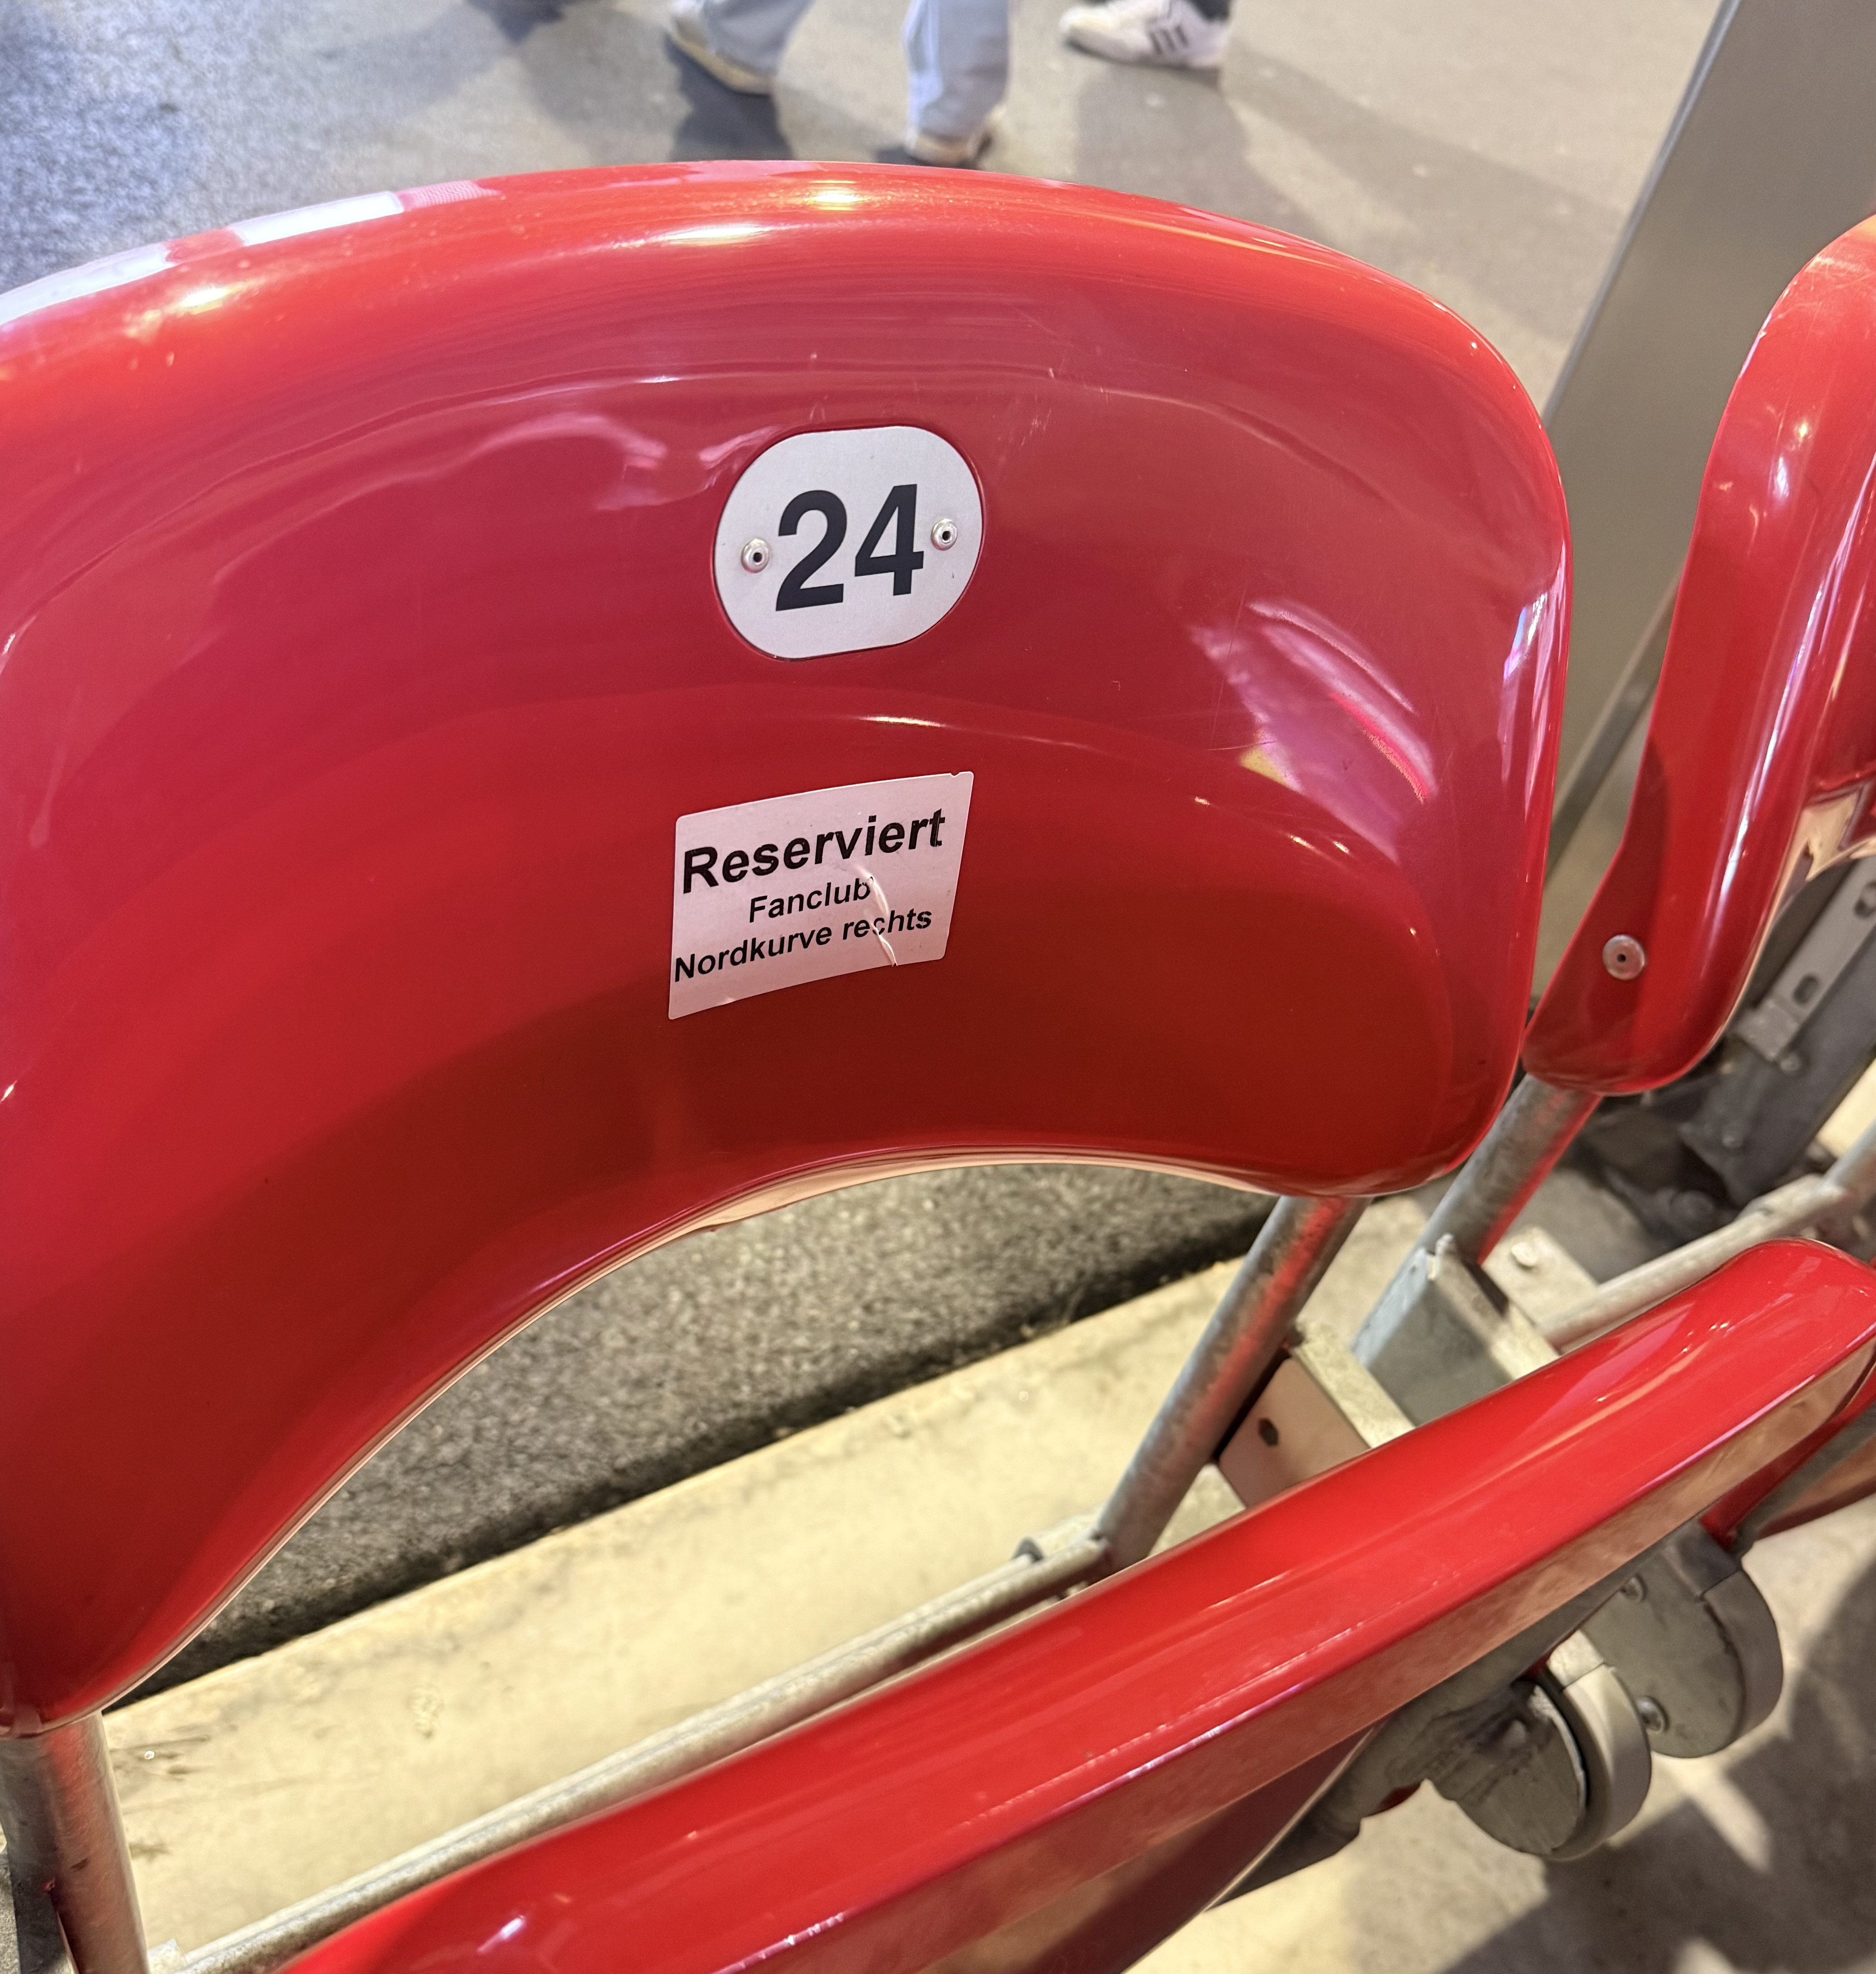 24
Reserviert
Fanclub
Nordkurve rechts